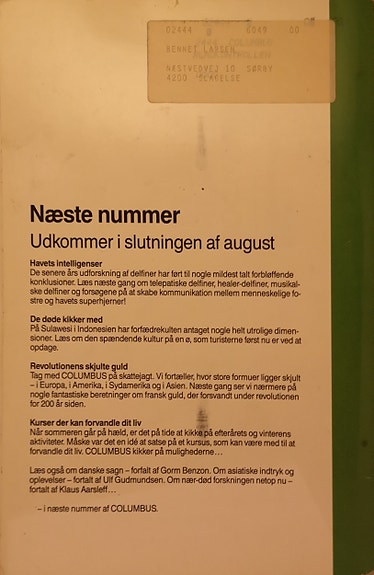 02444 @ 6049 00
BENNET LARSEN
NÆSTVEDVEJ 10 SØRBY
4200 SLAGELSE
Næste nummer
Udkommer i slutningen af august
Havets intelligenser
De senere års udforskning af delfiner har ført til nogle mildest talt forbløffende
konklusioner. Læs næste gang om telepatiske delfiner, healer-delfiner, musikal-
ske delfiner og forsøgene på at skabe kommunikation mellem menneskelige fo-
stre og havets superhjerner!
De døde kikker med
På Sulawesi i Indonesien har forfædrekulten antaget nogle helt utrolige dimen-
sioner. Læs om den spændende kultur på en ø, som turisterne først nu er ved at
opdage.
Revolutionens skjulte guld
Tag med COLUMBUS på skattejagt. Vi fortæller, hvor store formuer ligger skjult
– i Europa, i Amerika, i Sydamerika og i Asien. Næste gang ser vi nærmere på
nogle fantastiske beretninger om fransk guld, der forsvandt under revolutionen
for 200 år siden.
Kurser der kan forvandle dit liv
Når sommeren går på hæld, er det på tide at kikke på efterårets og vinterens
aktiviteter. Måske var det en idé at satse på et kursus, som kan være med til at
forvandle dit liv. COLUMBUS kikker på mulighederne…
Læs også om danske sagn – fortalt af Gorm Benzon. Om asiatiske indtryk og
oplevelser – fortalt af Ulf Gudmundsen. Om nær-død forskningen netop nu –
fortalt af Klaus Aarsleff…
– i næste nummer af COLUMBUS.